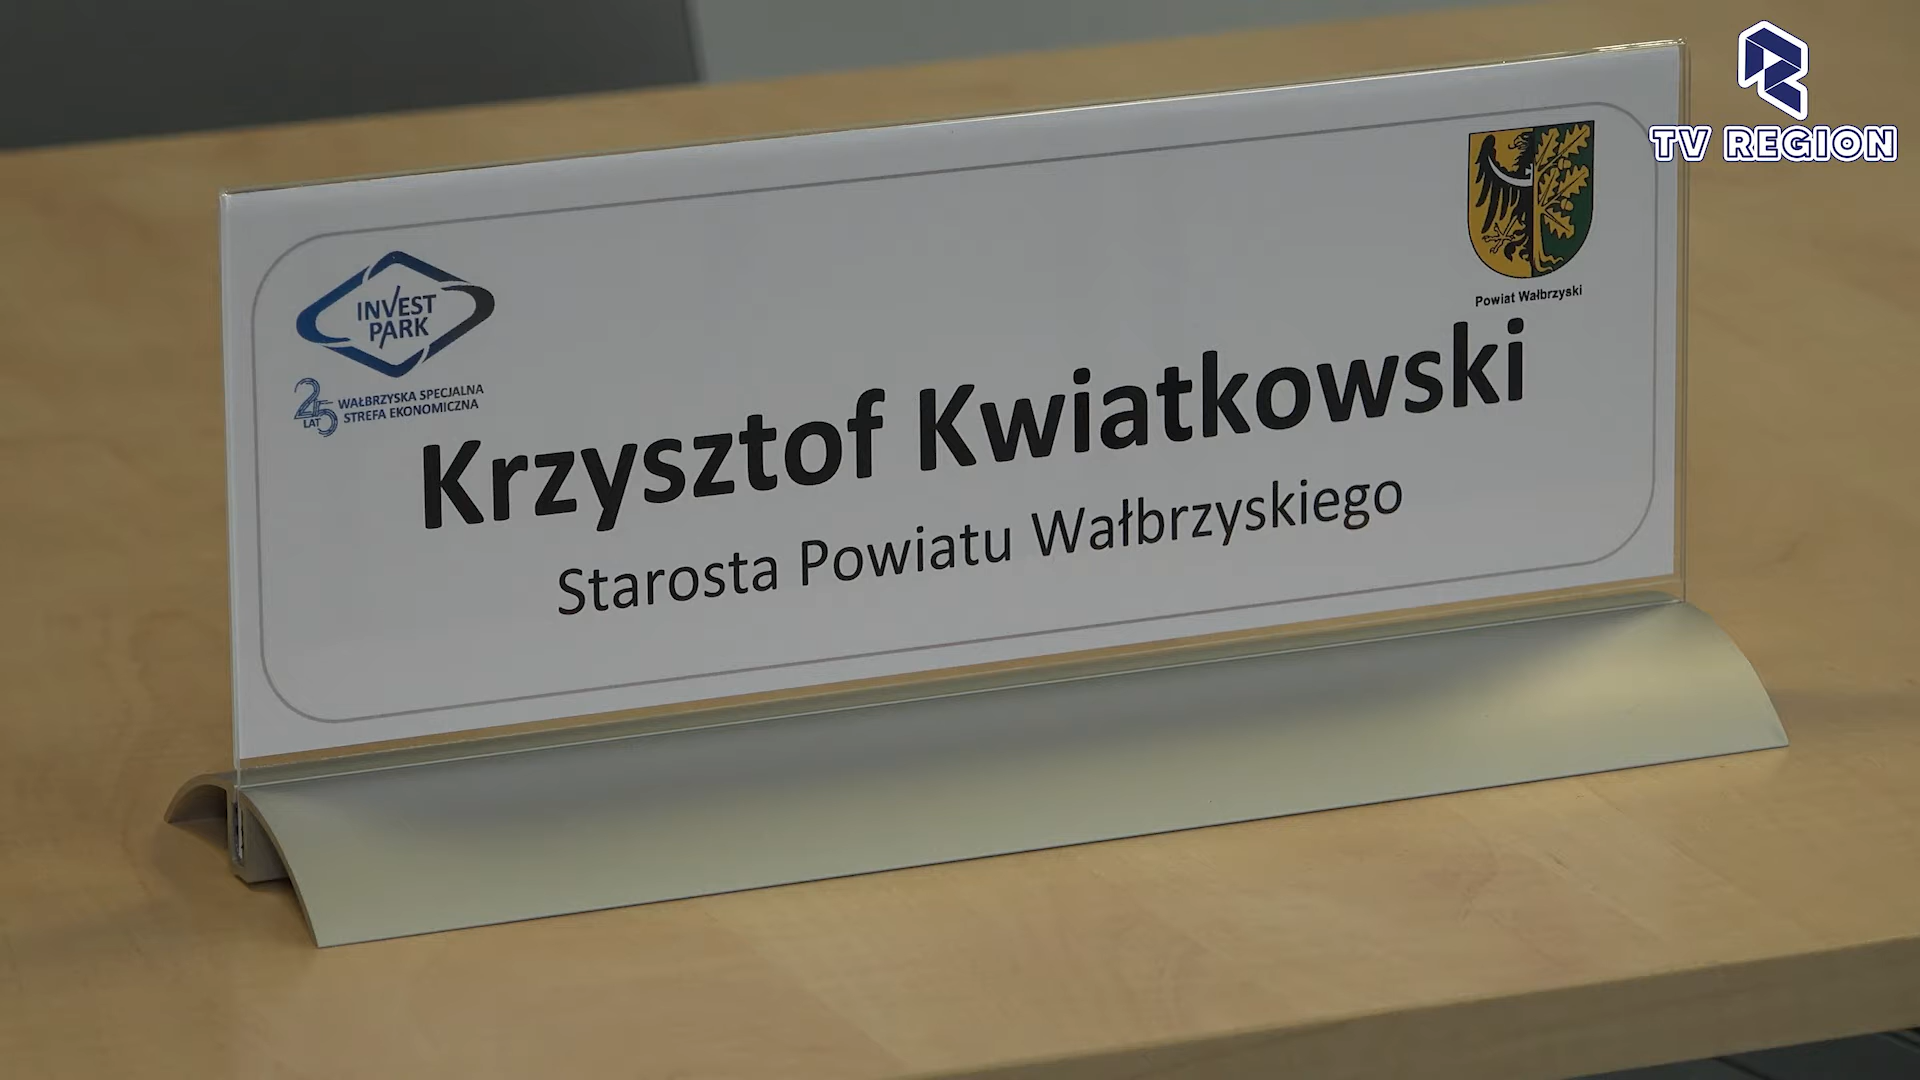 TV REGION
INVEST
PARK
25
LAT
WAŁBRZYSKA SPECJALNA
STREFA EKONOMICZNA
Powiat Wałbrzyski
Krzysztof Kwiatkowski
Starosta Powiatu Wałbrzyskiego